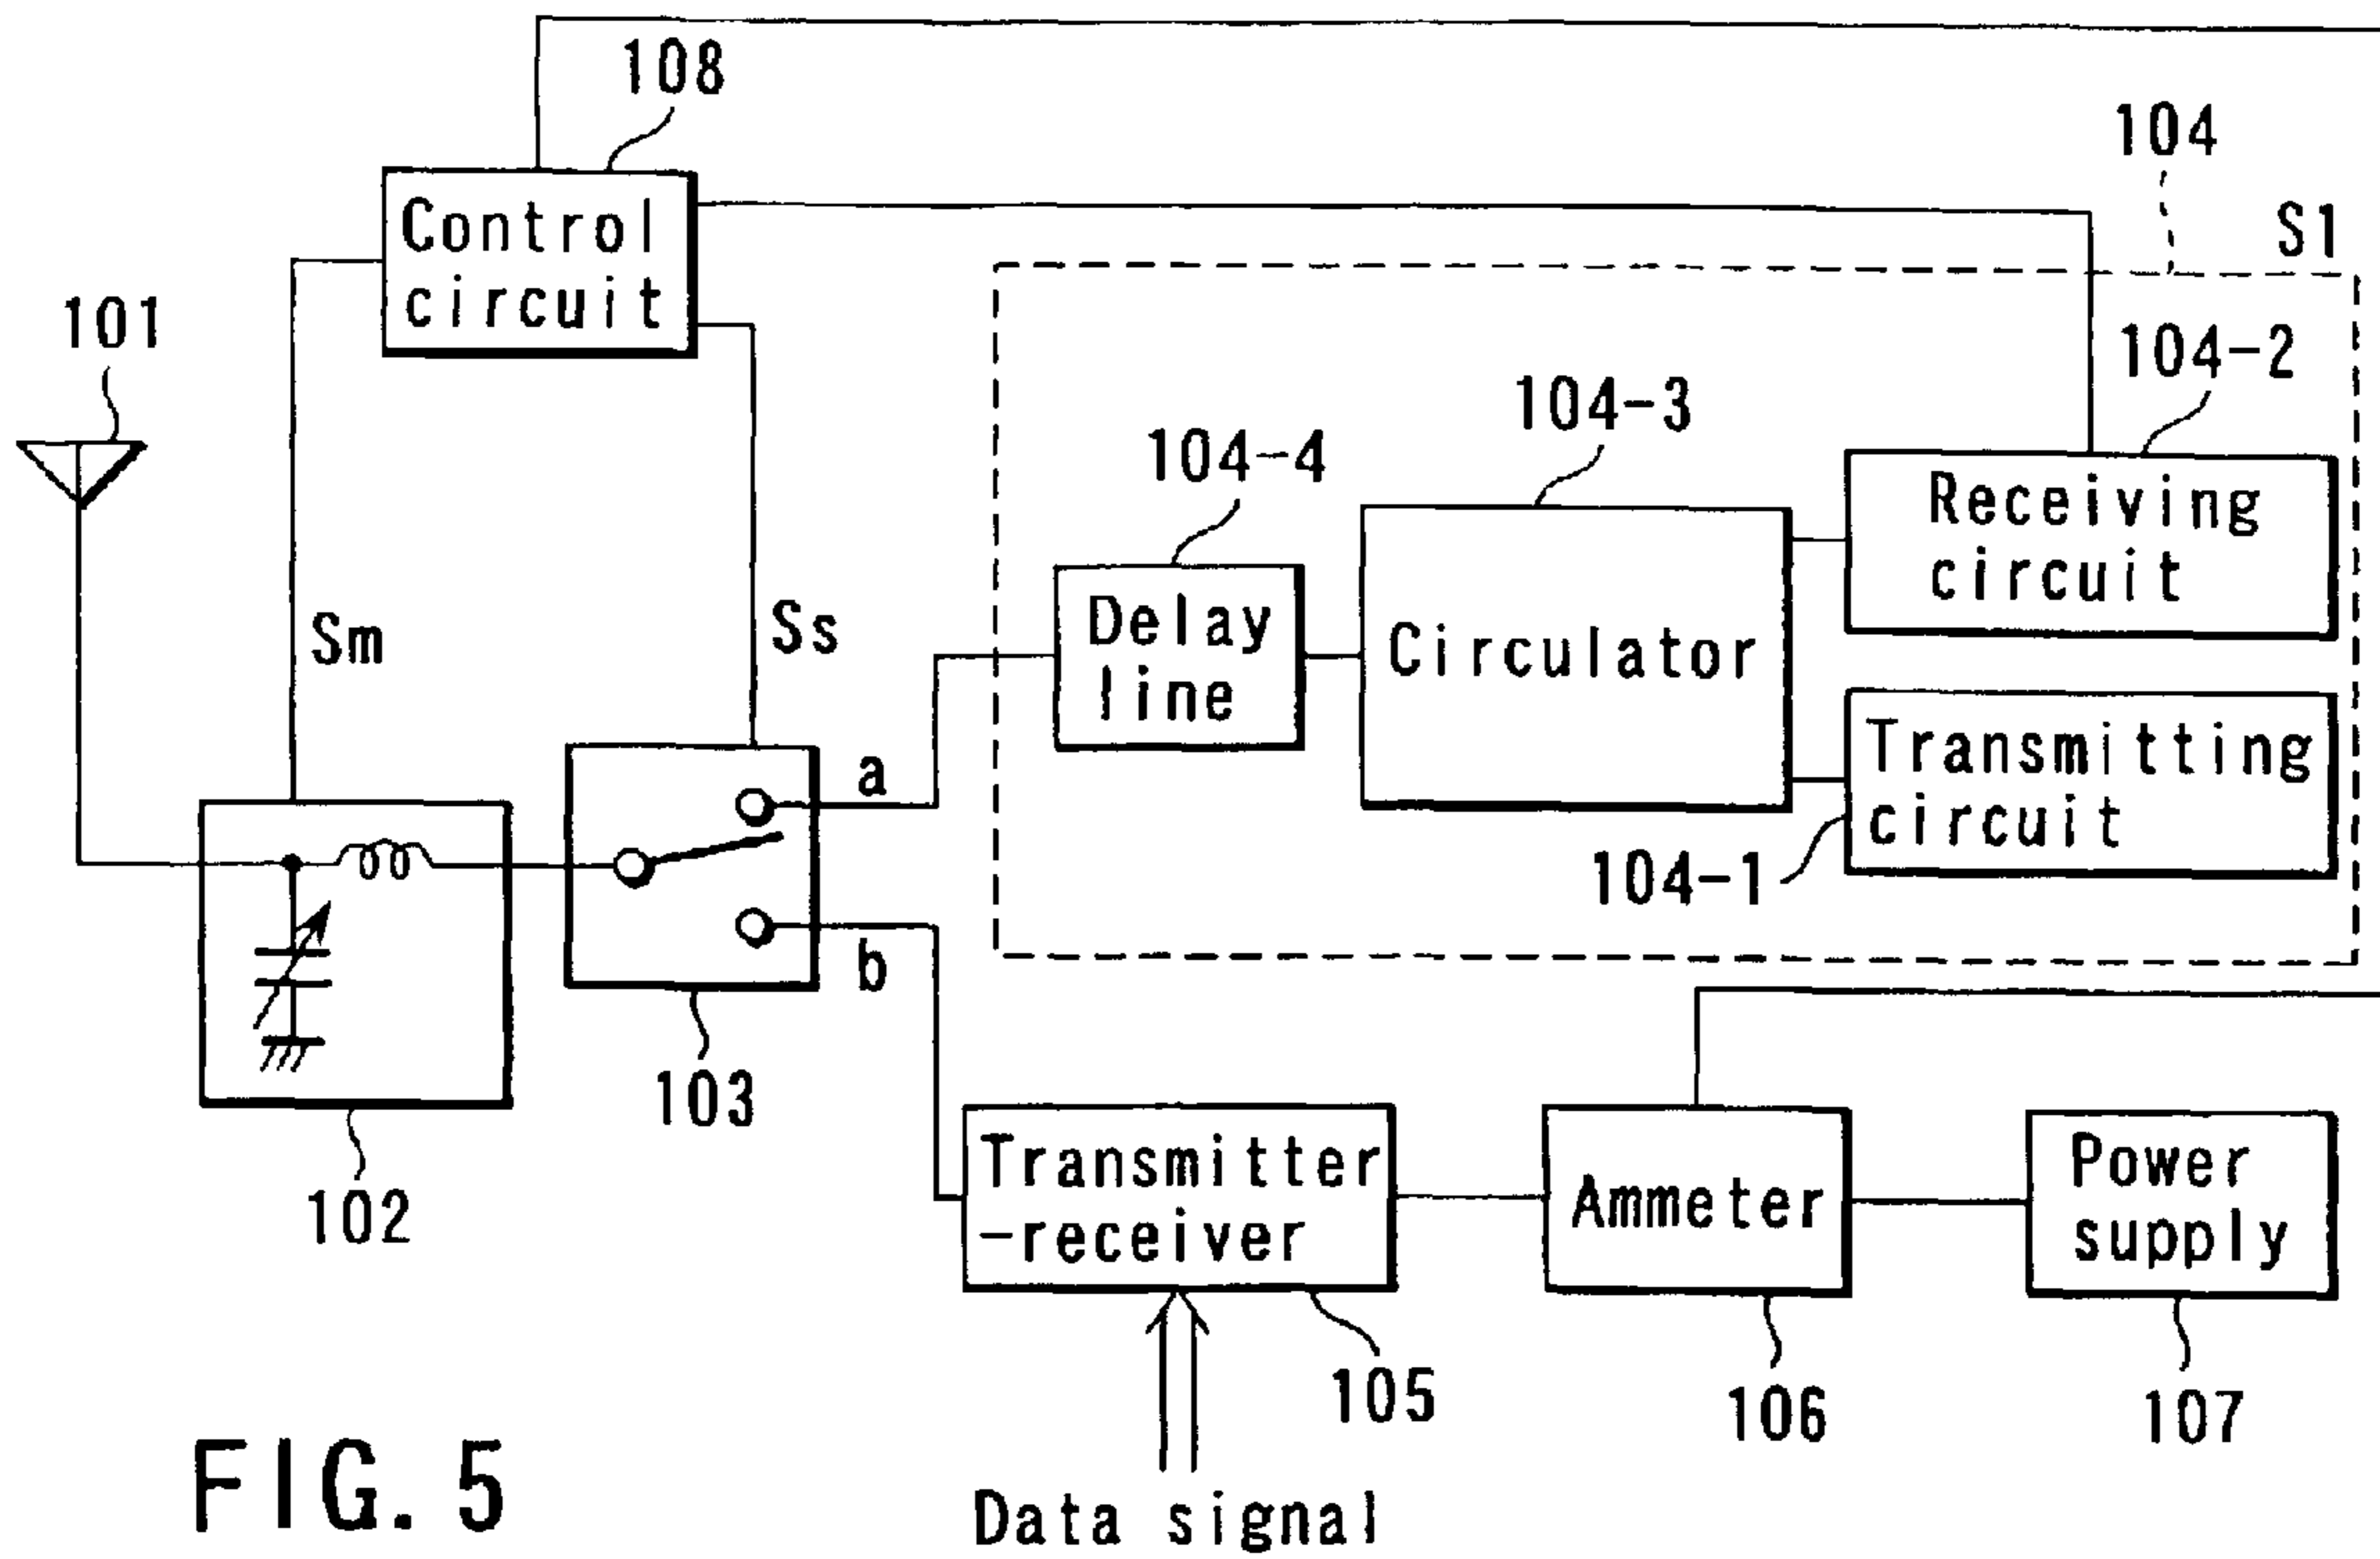 108
104
S1
Control
circuit
101
104-2
104-3
104-4
Receiving
circuit
Delay
line
Circulator
Sm
Ss
a
Transmitting
circuit
104-1
b
103
102
Transmitter
-receiver
Ammeter
Power
supply
105
106
107
Data signal
FIG. 5